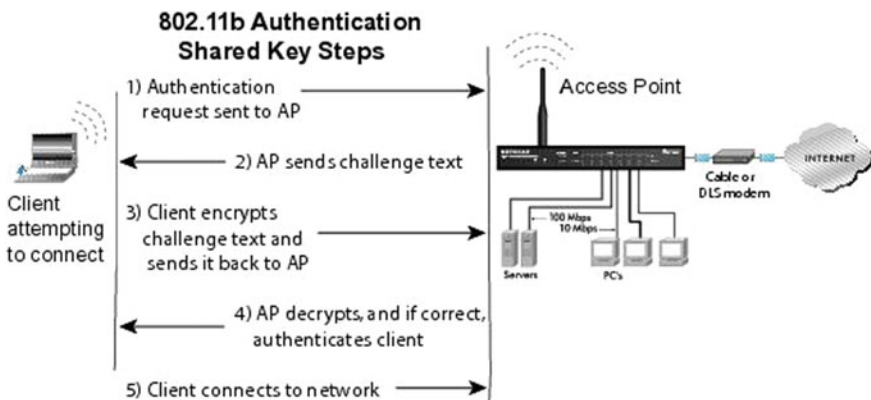 802.11b Authentication
Shared Key Steps
1) Authentication
request sent to AP
Access Point
2) AP sends challenge text
NETGEAR
INTERNET
Cable or
DLS modem
Client
attempting
to connect
3) Client encrypts
challenge text and
sends it back to AP
100 Mbps
10 Mbps
Servers
PC's
4) AP decrypts, and if correct,
authenticates client
5) Client connects to network